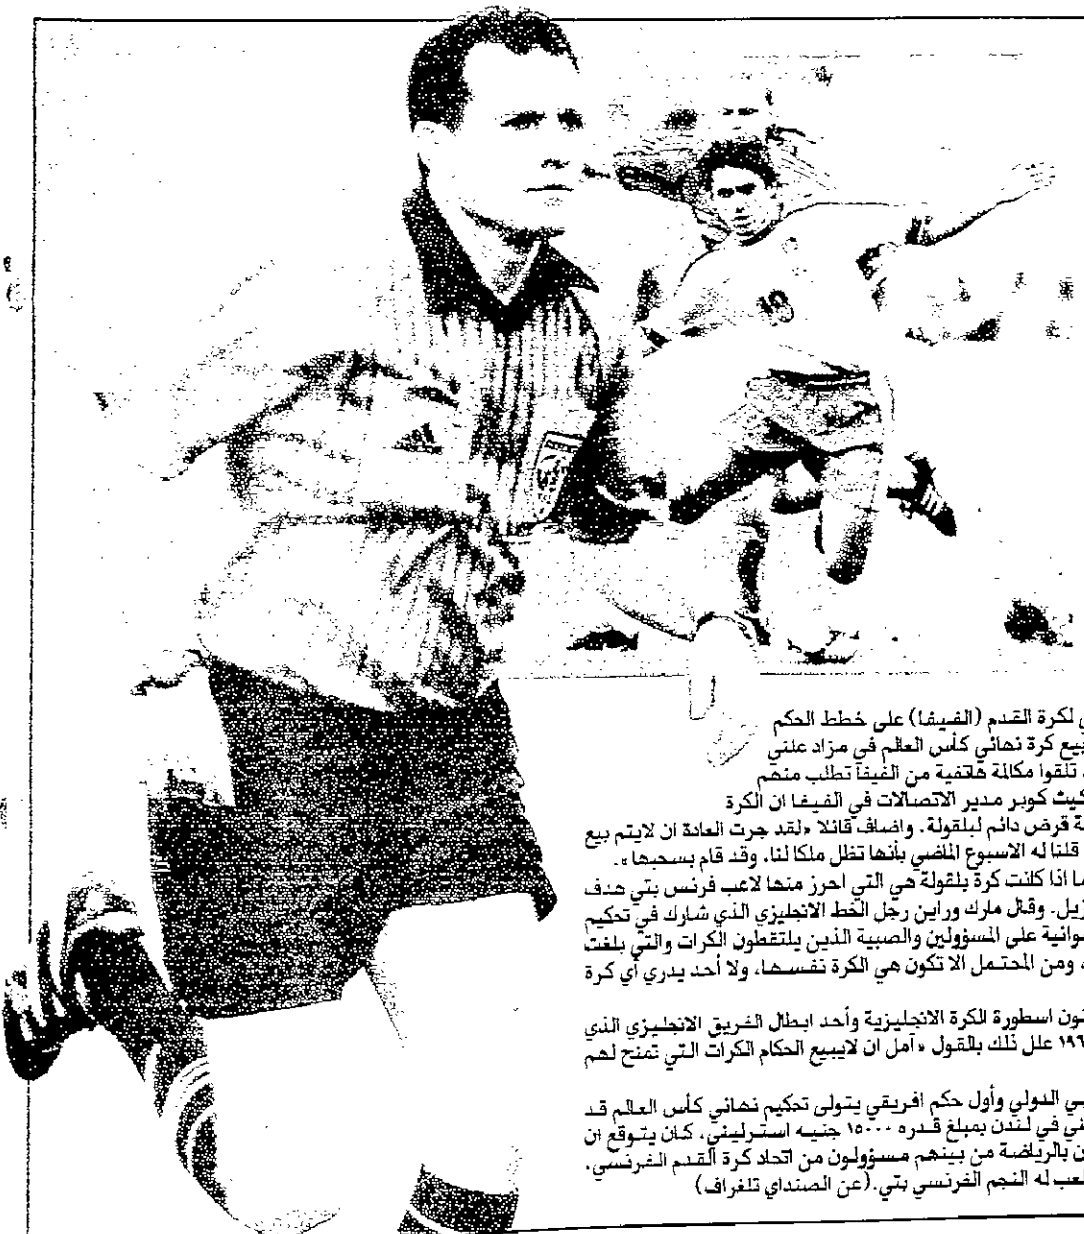 لكرة القدم (الفيفا) على خطط الحكم
بيع كرة نهائي كأس العالم في مزاد علني
تلقوا مكالمة هاتفية من الفيفا تطلب منهم
كيث كوبر مدير الاتصالات في الفيفا ان الكرة
قرض دائم لبلقولة. واضاف قائلا «لقد جرت العادة ان لايتم بيع
قلنا له الاسبوع الماضي بأنها تظل ملكا لنا، وقد قام بسحبها».
ما اذا كانت كرة بلقولة هي التي احرز منها لاعب فرنس بتي هدف
وقال مارك وراين رجل الخط الانجليزي الذي شارك في تحكيم
على المسؤولين والصبية الذين يلتقطون الكرات والتي بلغت
ومن المحتمل الا تكون هي الكرة نفسها، ولا أحد يدري أي كرة
اسطورة الكرة الانجليزية وأحد ابطال الفريق الانجليزي الذي
علل ذلك بالقول «آمل ان لايبيع الحكام الكرات التي تمنح لهم
الدولي وأول حكم افريقي يتولى تحكيم نهائي كأس العالم قد
في لندن بمبلغ قدره ١٥٠٠٠ جنيه استرليني. كان يتوقع ان
بالرياضة من بينهم مسؤولون من اتحاد كرة القدم الفرنسي.
لعب له النجم الفرنسي بتي. (عن الصنداي تلغراف)